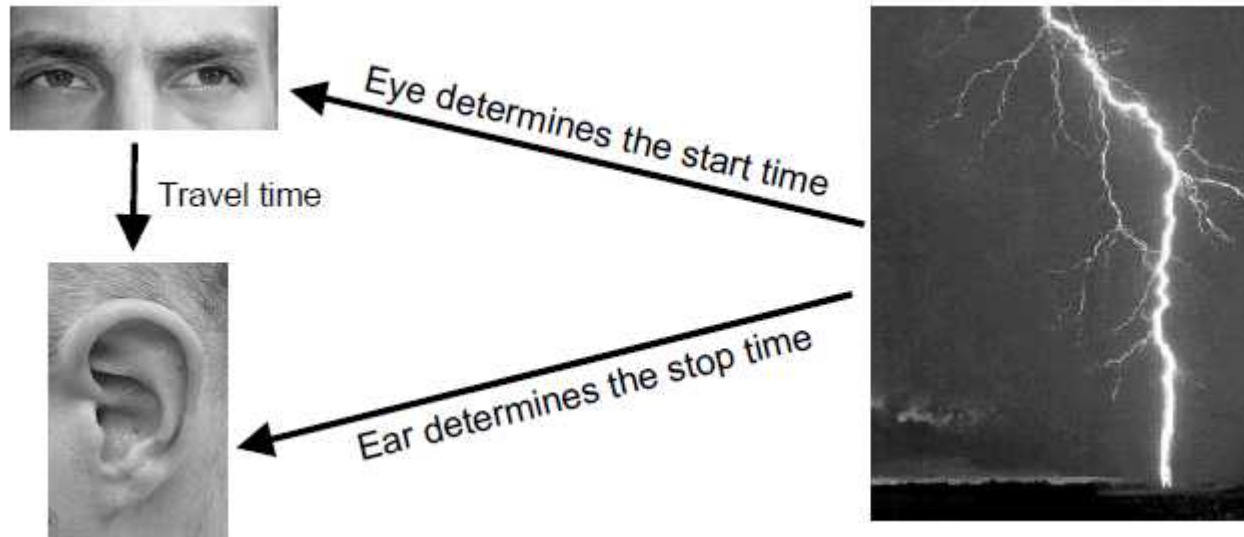 Eye determines the start time
Travel time
Ear determines the stop time